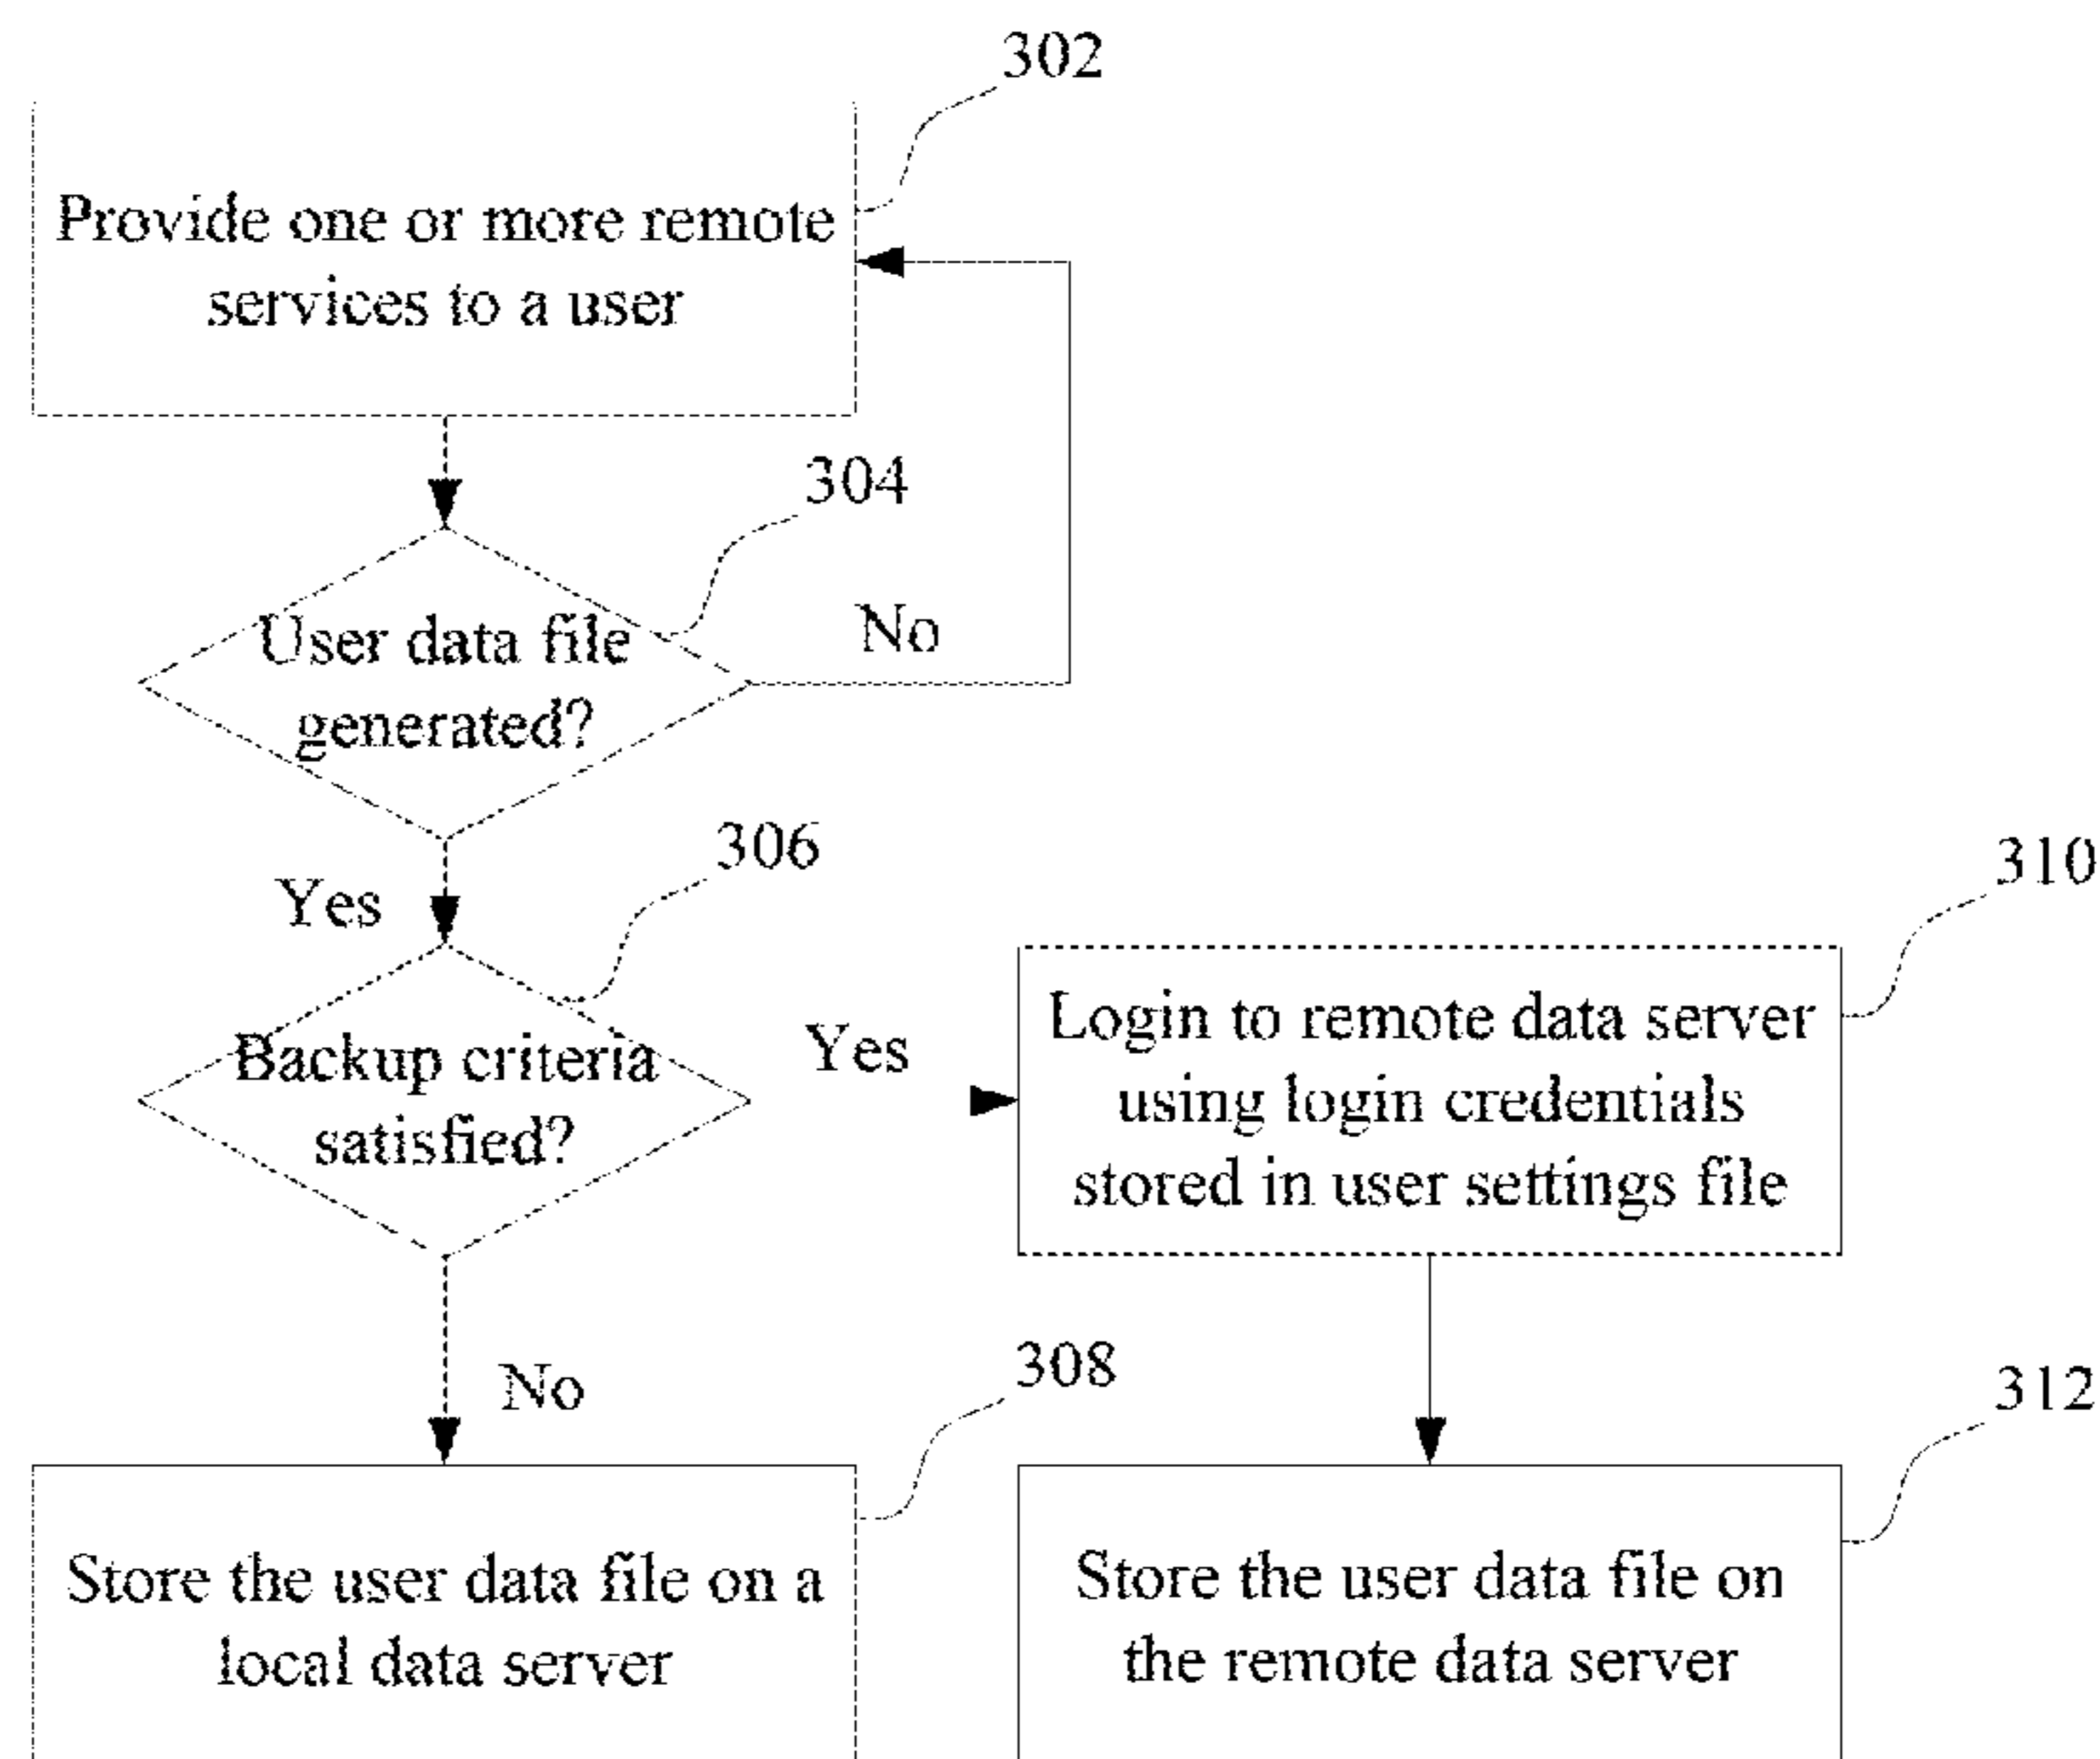 302
Provide one or more remote
services to a user
304
User data file
generated?
No
Yes
306
Backup criteria
satisfied?
Yes
310
Login to remote data server
using login credentials
stored in user settings file
No
308
Store the user data file on a
local data server
312
Store the user data file on
the remote data server